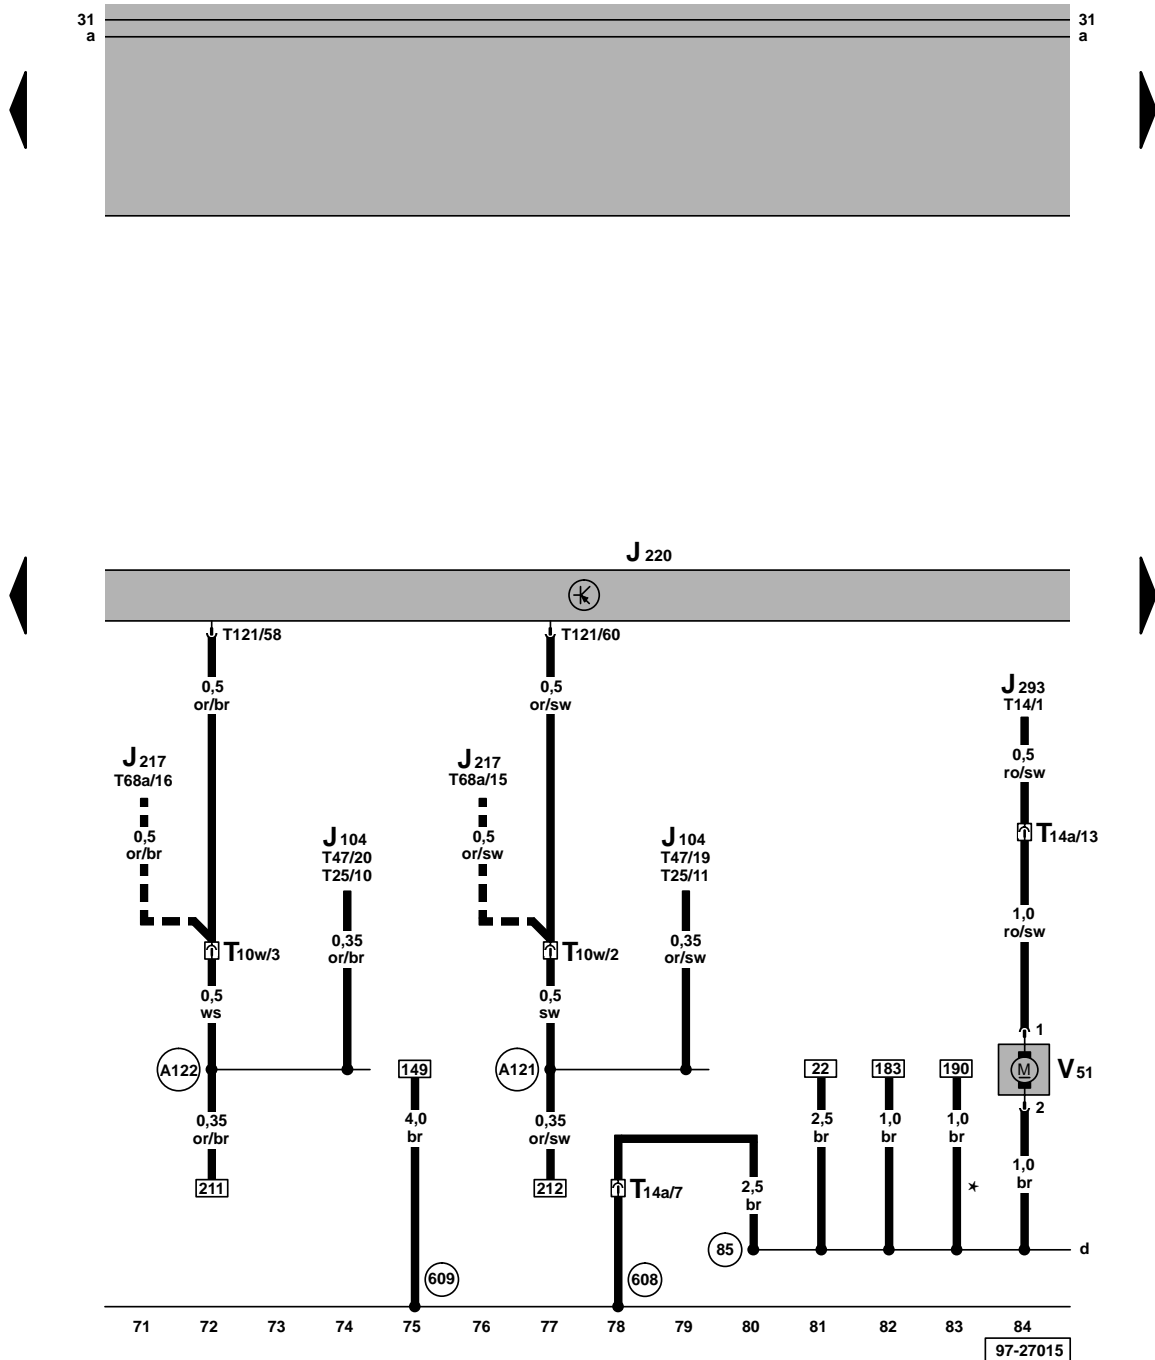 31 31
a a
J 220
T121/58 T121/60
0,5 0,5
or/br or/sw
J 293
T14/1
J 217 J 217
T68a/16 T68a/15
0,5
ro/sw
0,5 0,5
or/br or/sw
J 104 J 104
T47/20 T47/19
T25/10 T25/11
T14a/13
1,0
ro/sw
0,35 0,35
or/br or/sw
T10w/3 T10w/2
0,5 0,5
ws sw
1
A122 149 A121 22 183 190 M V 51
2
0,35 4,0 0,35 2,5 1,0 1,0
or/br br or/sw br br br
1,0
br
211 212 T14a/7 2,5 *
br
85 d
609 608
71 72 73 74 75 76 77 78 79 80 81 82 83 84
97-27015